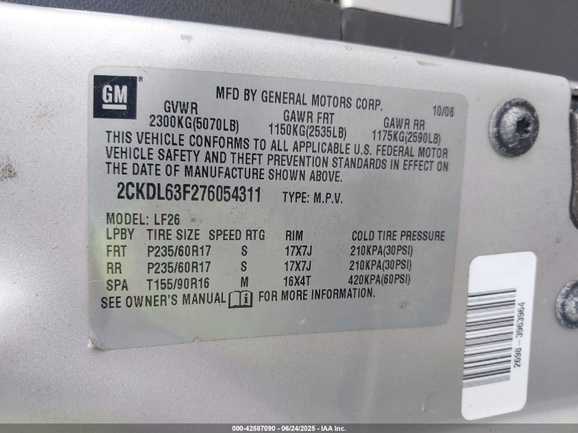 GM
MFD BY GENERAL MOTORS CORP. 10/06
GVWR GAWR FRT GAWR RR
2300KG(5070LB) 1150KG(2535LB) 1175KG(2590LB)
THIS VEHICLE CONFORMS TO ALL APPLICABLE U.S. FEDERAL MOTOR
VEHICLE SAFETY AND THEFT PREVENTION STANDARDS IN EFFECT ON
THE DATE OF MANUFACTURE SHOWN ABOVE.
2CKDL63F276054311 TYPE: M.P.V.
MODEL: LF26
LPBY TIRE SIZE SPEED RTG RIM COLD TIRE PRESSURE
FRT P235/60R17 S 17X7J 210KPA(30PSI)
RR P235/60R17 S 17X7J 210KPA(30PSI)
SPA T155/90R16 M 16X4T 420KPA(60PSI)
SEE OWNER'S MANUAL FOR MORE INFORMATION.
2698-3963964
000-42587090 - 06/24/2025 - IAA Inc.